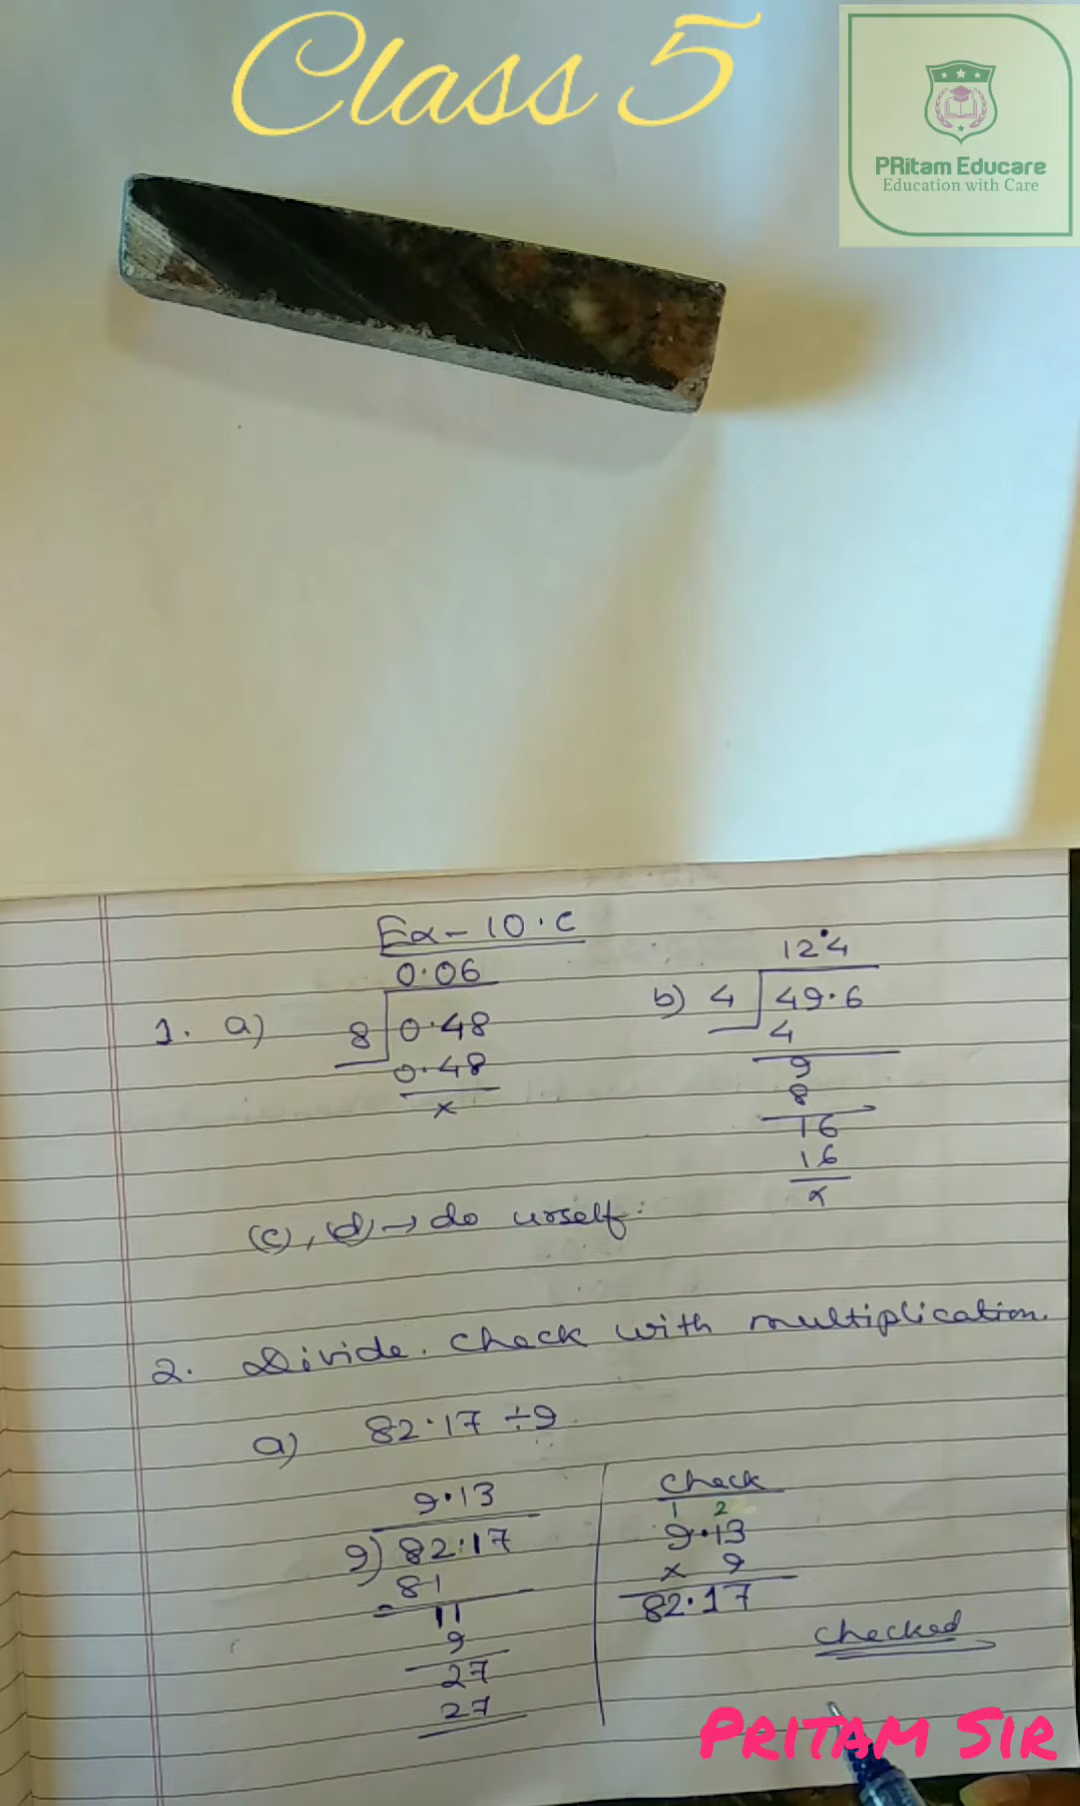 Class 5
PRitam Educare
Education with Care
Ex - 10.C
1. a)
0.06
8 0.48
0.48
x
b)
12.4
4 49.6
4
9
8
16
16
x
(c), (d) → do urself.
2. Divide. Check with multiplication.
a) 82.17 ÷ 9
9.13
9) 82.17
- 81
11
9
27
27
Check
1 2
9.13
x 9
82.17
Checked
PRITAM SIR